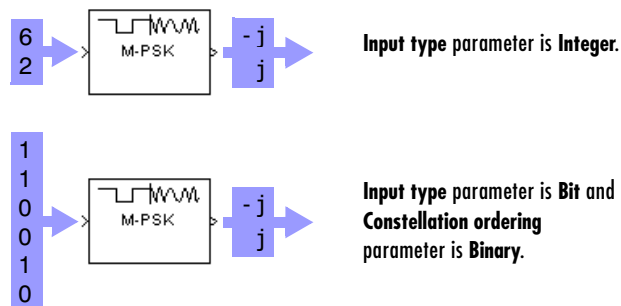 6
2
M-PSK
-j
j
Input type parameter is Integer.
1
1
0
0
1
0
M-PSK
-j
j
Input type parameter is Bit and
Constellation ordering
parameter is Binary.